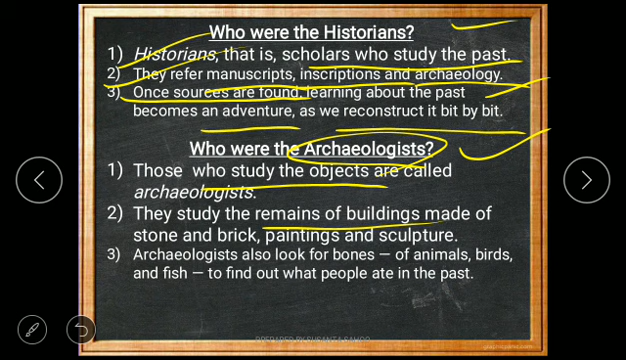 Who were the Historians?
1) Historians, that is, scholars who study the past.
2) They refer manuscripts, inscriptions and archaeology.
3) Once sources are found, learning about the past
becomes an adventure, as we reconstruct it bit by bit.
Who were the Archaeologists?
1) Those who study the objects are called
archaeologists.
2) They study the remains of buildings made of
stone and brick, paintings and sculpture.
3) Archaeologists also look for bones — of animals, birds,
and fish — to find out what people ate in the past.
PREPARED BY SUSANTA SAHOO